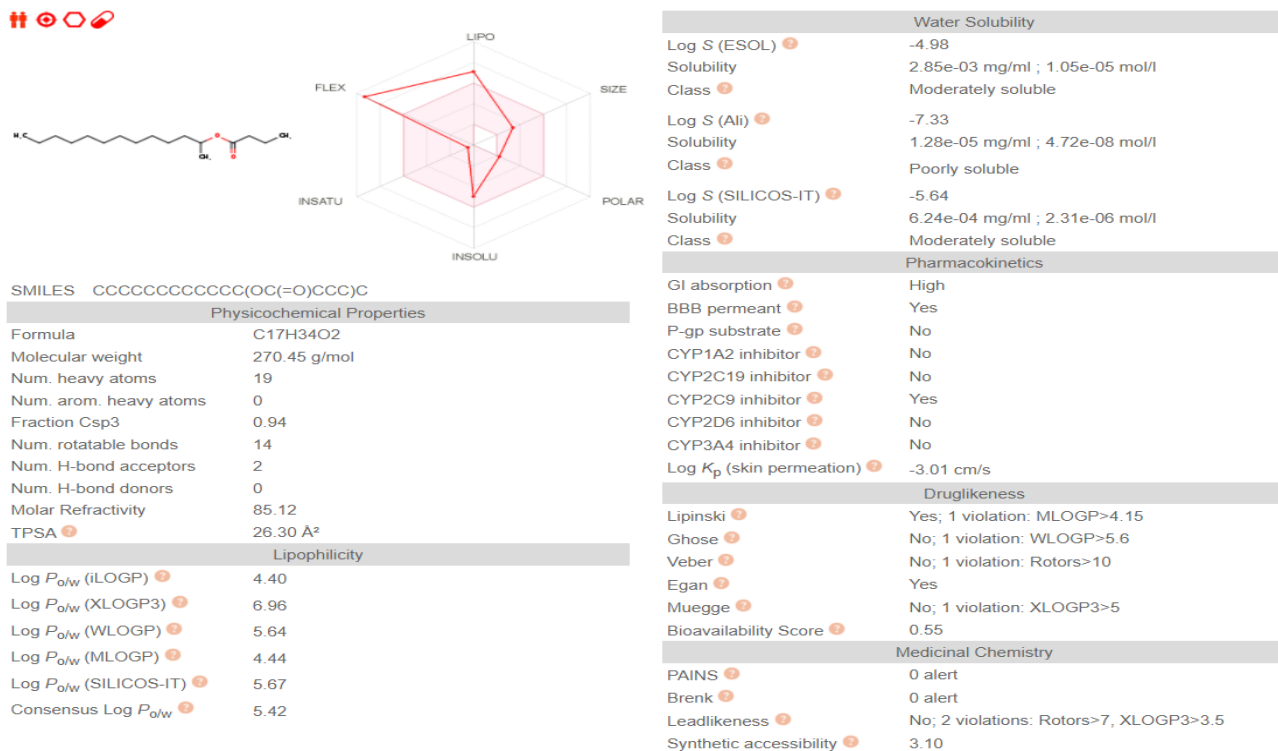 LIPO
FLEX
SIZE
H₃C
O
CH₃
O
CH₃
INSATU
POLAR
INSOLU
SMILES CCCCCCCCCCCC(OC(=O)CCC)C
Physicochemical Properties
Formula C17H34O2
Molecular weight 270.45 g/mol
Num. heavy atoms 19
Num. arom. heavy atoms 0
Fraction Csp3 0.94
Num. rotatable bonds 14
Num. H-bond acceptors 2
Num. H-bond donors 0
Molar Refractivity 85.12
TPSA ? 26.30 Å²
Lipophilicity
Log Po/w (iLOGP) ? 4.40
Log Po/w (XLOGP3) ? 6.96
Log Po/w (WLOGP) ? 5.64
Log Po/w (MLOGP) ? 4.44
Log Po/w (SILICOS-IT) ? 5.67
Consensus Log Po/w ? 5.42
Water Solubility
Log S (ESOL) ? -4.98
Solubility 2.85e-03 mg/ml ; 1.05e-05 mol/l
Class ? Moderately soluble
Log S (Ali) ? -7.33
Solubility 1.28e-05 mg/ml ; 4.72e-08 mol/l
Class ? Poorly soluble
Log S (SILICOS-IT) ? -5.64
Solubility 6.24e-04 mg/ml ; 2.31e-06 mol/l
Class ? Moderately soluble
Pharmacokinetics
GI absorption ? High
BBB permeant ? Yes
P-gp substrate ? No
CYP1A2 inhibitor ? No
CYP2C19 inhibitor ? No
CYP2C9 inhibitor ? Yes
CYP2D6 inhibitor ? No
CYP3A4 inhibitor ? No
Log Kp (skin permeation) ? -3.01 cm/s
Druglikeness
Lipinski ? Yes; 1 violation: MLOGP>4.15
Ghose ? No; 1 violation: WLOGP>5.6
Veber ? No; 1 violation: Rotors>10
Egan ? Yes
Muegge ? No; 1 violation: XLOGP3>5
Bioavailability Score ? 0.55
Medicinal Chemistry
PAINS ? 0 alert
Brenk ? 0 alert
Leadlikeness ? No; 2 violations: Rotors>7, XLOGP3>3.5
Synthetic accessibility ? 3.10